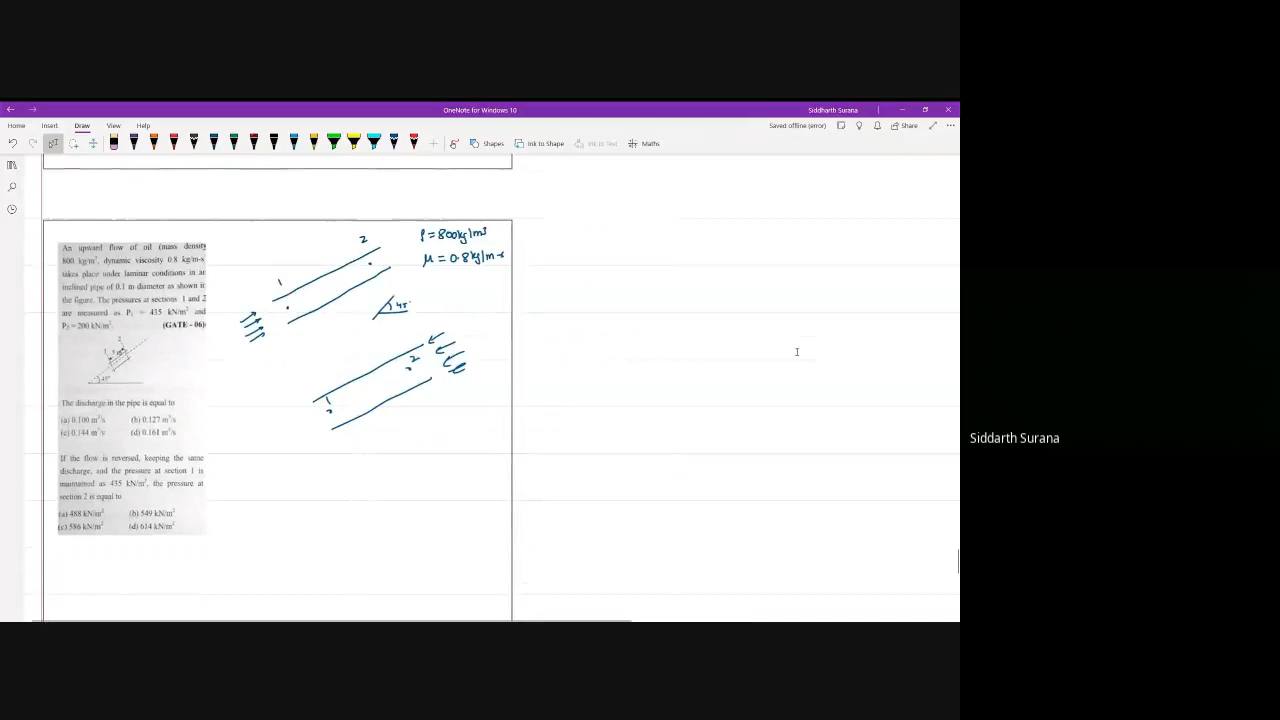 OneNote for Windows 10
Siddharth Surana
Home Insert Draw View Help
Saved offline (error)
Share
Shapes
Ink to Shape
Ink to Text
Maths
An upward flow of oil (mass density
800 kg/m³, dynamic viscosity 0.8 kg/m-s
takes place under laminar conditions in an
inclined pipe of 0.1 m diameter as shown in
the figure. The pressures at sections 1 and 2
are measured as P₁ = 435 kN/m² and
P₂ = 200 kN/m². (GATE - 06)
2
1
45°
The discharge in the pipe is equal to
(a) 0.100 m³/s (b) 0.127 m³/s
(c) 0.144 m³/s (d) 0.161 m³/s
If the flow is reversed, keeping the same
discharge, and the pressure at section 1 is
maintained as 435 kN/m², the pressure at
section 2 is equal to
(a) 488 kN/m² (b) 549 kN/m²
(c) 586 kN/m² (d) 614 kN/m²
1
2
ρ = 800kg/m³
μ = 0.8kg/m-s
45°
1
2
Siddarth Surana